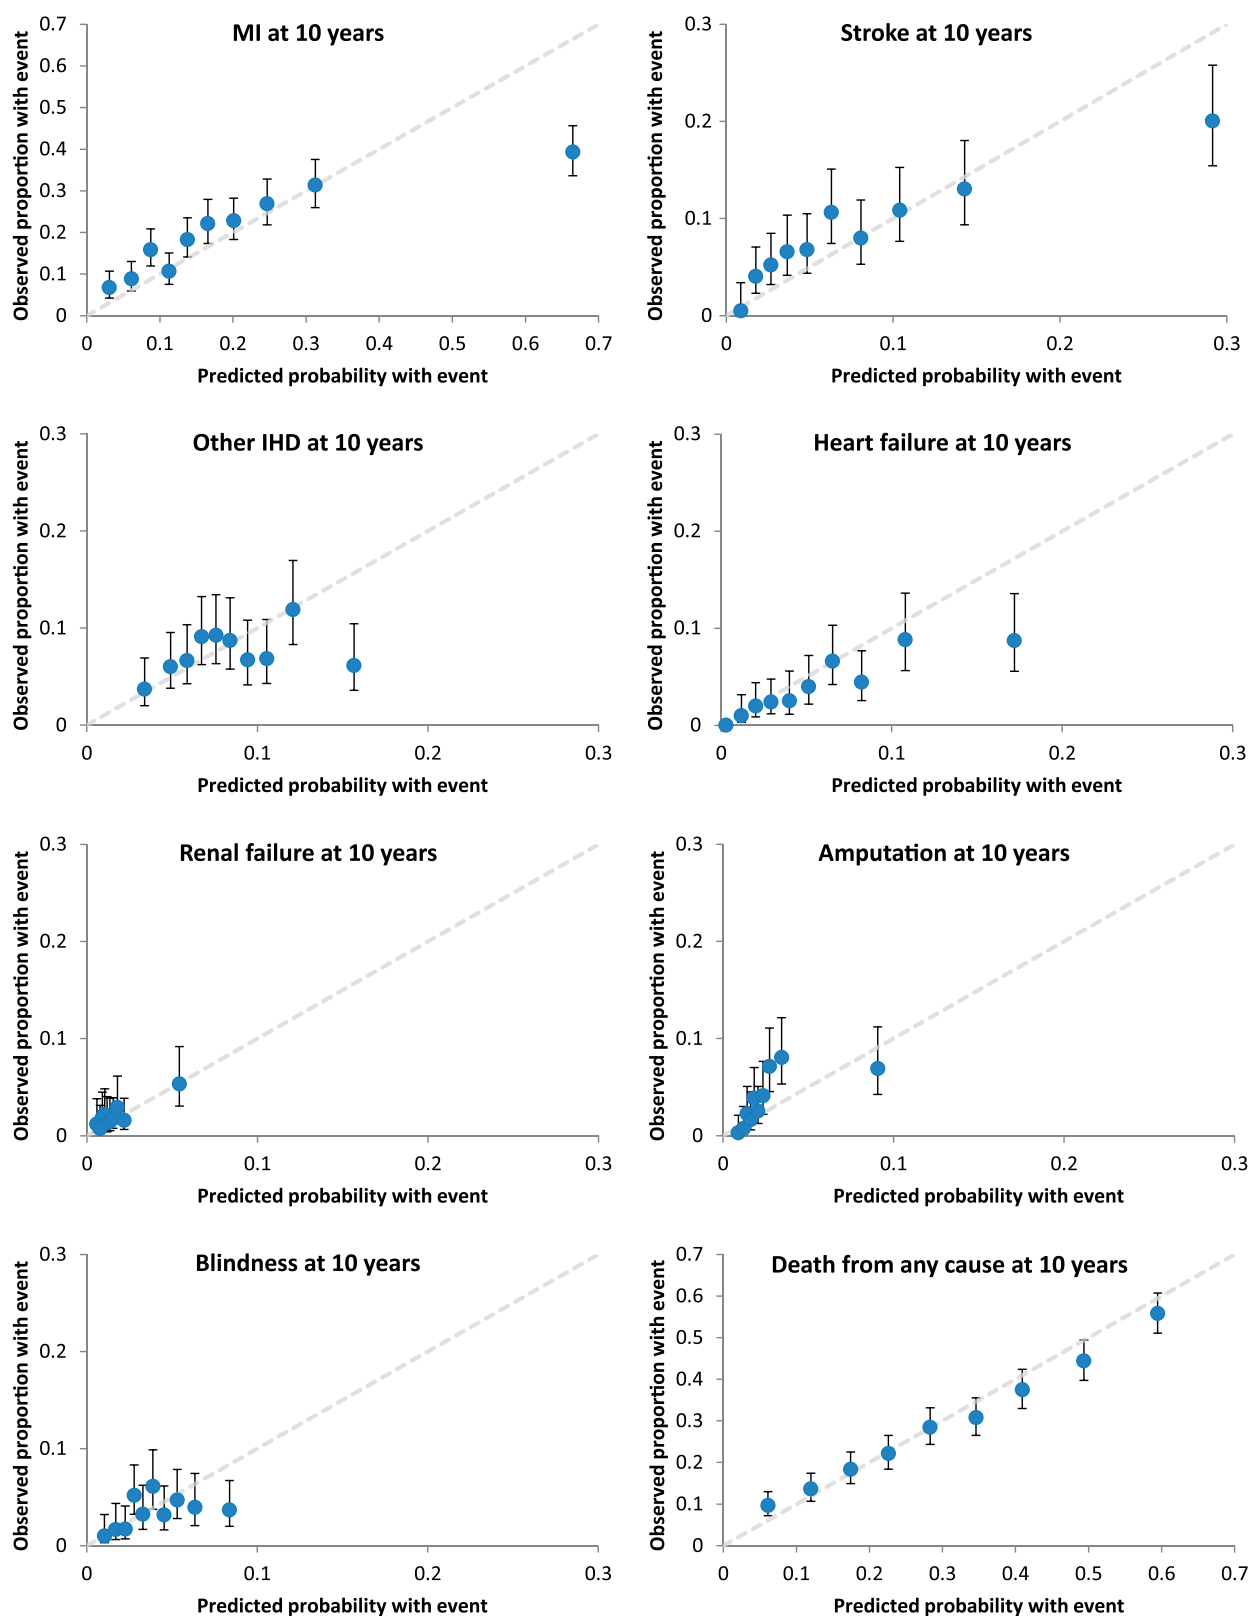 MI at 10 years
Observed proportion with event
0.7
0.6
0.5
0.4
0.3
0.2
0.1
0
0 0.1 0.2 0.3 0.4 0.5 0.6 0.7
Predicted probability with event
Stroke at 10 years
Observed proportion with event
0.3
0.2
0.1
0
0 0.1 0.2 0.3
Predicted probability with event
Other IHD at 10 years
Observed proportion with event
0.3
0.2
0.1
0
0 0.1 0.2 0.3
Predicted probability with event
Heart failure at 10 years
Observed proportion with event
0.3
0.2
0.1
0
0 0.1 0.2 0.3
Predicted probability with event
Renal failure at 10 years
Observed proportion with event
0.3
0.2
0.1
0
0 0.1 0.2 0.3
Predicted probability with event
Amputation at 10 years
Observed proportion with event
0.3
0.2
0.1
0
0 0.1 0.2 0.3
Predicted probability with event
Blindness at 10 years
Observed proportion with event
0.3
0.2
0.1
0
0 0.1 0.2 0.3
Predicted probability with event
Death from any cause at 10 years
Observed proportion with event
0.7
0.6
0.5
0.4
0.3
0.2
0.1
0
0 0.1 0.2 0.3 0.4 0.5 0.6 0.7
Predicted probability with event